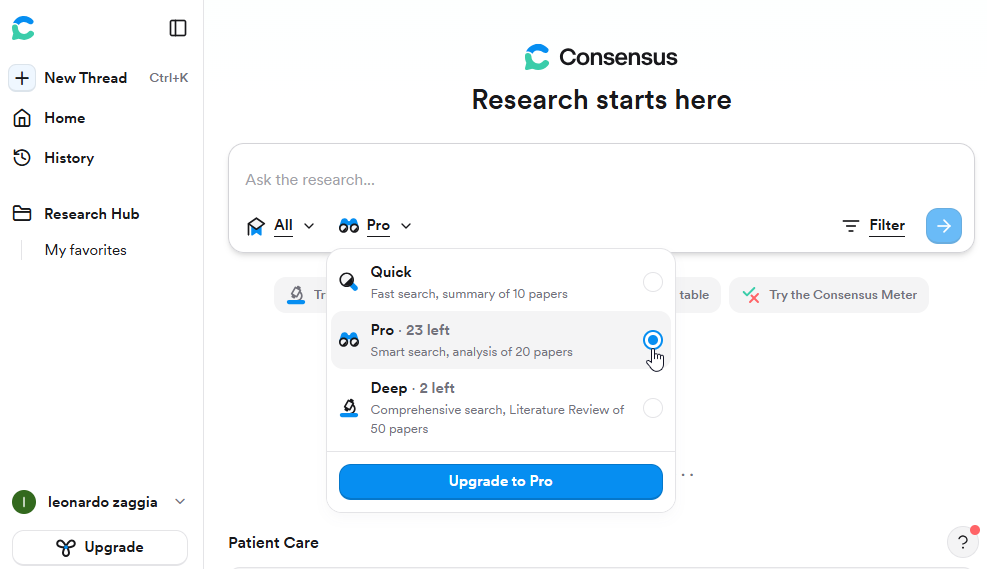 New Thread Ctrl+K
Home
History
Research Hub
My favorites
leonardo zaggia
Upgrade
Consensus
Research starts here
Ask the research...
All Pro Filter
Quick
Fast search, summary of 10 papers
Pro · 23 left
Smart search, analysis of 20 papers
Deep · 2 left
Comprehensive search, Literature Review of
50 papers
Upgrade to Pro
table
Try the Consensus Meter
Patient Care
?